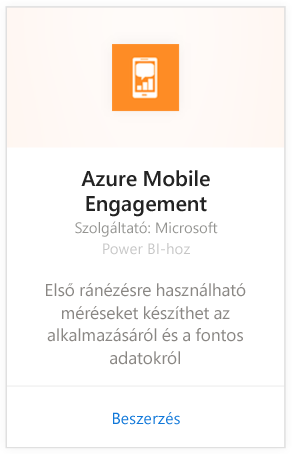 Azure Mobile
Engagement
Szolgáltató: Microsoft
Power BI-hoz
Első ránézésre használható
méréseket készíthet az
alkalmazásáról és a fontos
adatokról
Beszerzés